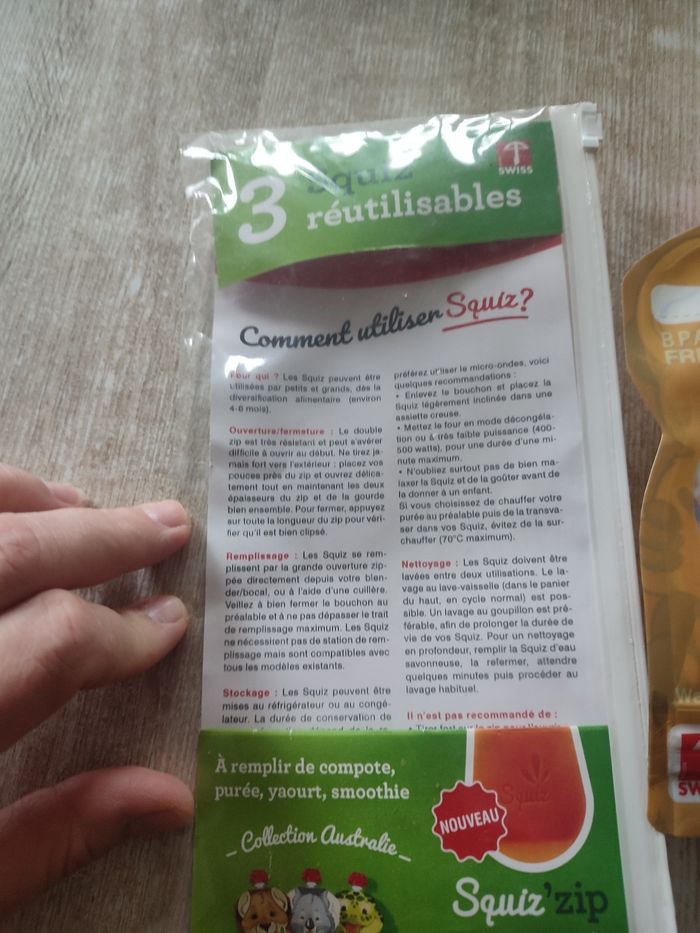 3 Squiz
réutilisables
SWISS
Comment utiliser Squiz?
Pour qui ? Les Squiz peuvent être
utilisées par petits et grands, dès la
diversification alimentaire (environ
4-6 mois).
Ouverture/fermeture : Le double
zip est très résistant et peut s'avérer
difficile à ouvrir au début. Ne tirez ja-
mais fort vers l'extérieur : placez vos
pouces près du zip et ouvrez délica-
tement tout en maintenant les deux
épaisseurs du zip et de la gourde
bien ensemble. Pour fermer, appuyez
sur toute la longueur du zip pour véri-
fier qu'il est bien clipsé.
Remplissage : Les Squiz se rem-
plissent par la grande ouverture zip-
pée directement depuis votre blen-
der/bocal, ou à l'aide d'une cuillère.
Veillez à bien fermer le bouchon au
préalable et à ne pas dépasser le trait
de remplissage maximum. Les Squiz
ne nécessitent pas de station de rem-
plissage mais sont compatibles avec
tous les modèles existants.
Stockage : Les Squiz peuvent être
mises au réfrigérateur ou au congé-
lateur. La durée de conservation de
préférez utiliser le micro-ondes, voici
quelques recommandations :
• Enlevez le bouchon et placez la
Squiz légèrement inclinée dans une
assiette creuse.
• Mettez le four en mode décongéla-
tion ou à très faible puissance (400-
500 watts), pour une durée d'une mi-
nute maximum.
• N'oubliez surtout pas de bien ma-
laxer la Squiz et de la goûter avant de
la donner à un enfant.
Si vous choisissez de chauffer votre
purée au préalable puis de la transva-
ser dans vos Squiz, évitez de la sur-
chauffer (70°C maximum).
Nettoyage : Les Squiz doivent être
lavées entre deux utilisations. Le la-
vage au lave-vaisselle (dans le panier
du haut, en cycle normal) est pos-
sible. Un lavage au goupillon est pré-
férable, afin de prolonger la durée de
vie de vos Squiz. Pour un nettoyage
en profondeur, remplir la Squiz d'eau
savonneuse, la refermer, attendre
quelques minutes puis procéder au
lavage habituel.
Il n'est pas recommandé de :
À remplir de compote,
purée, yaourt, smoothie
Collection Australie
NOUVEAU
Squiz
Squiz'zip
BPA
FR
SW